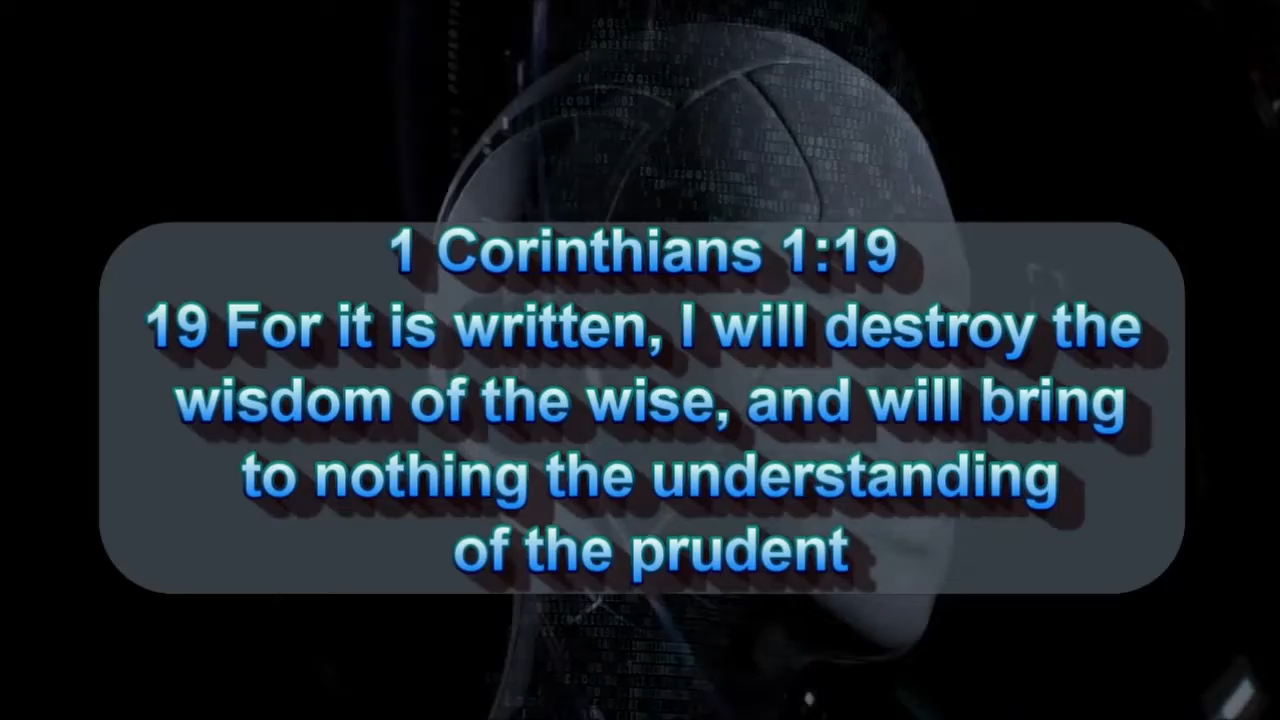 1 Corinthians 1:19
19 For it is written, I will destroy the
wisdom of the wise, and will bring
to nothing the understanding
of the prudent